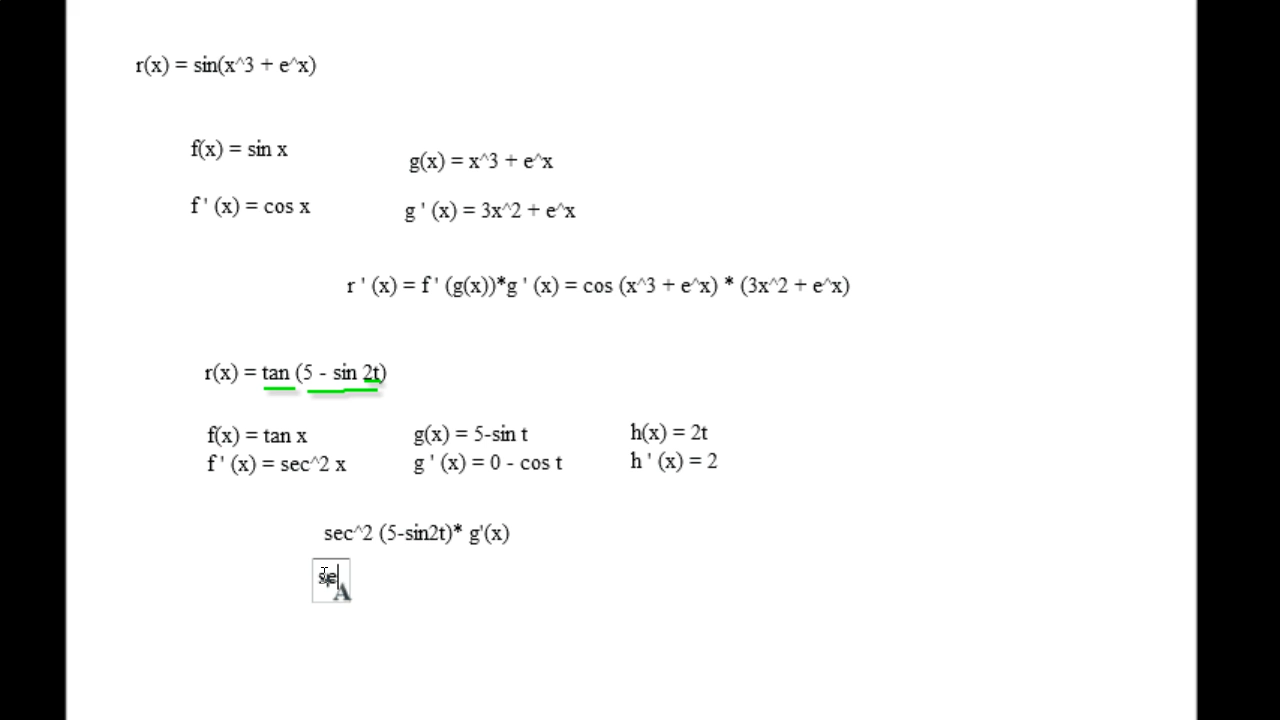 r(x) = sin(x^3 + e^x)
f(x) = sin x
g(x) = x^3 + e^x
f ' (x) = cos x
g ' (x) = 3x^2 + e^x
r ' (x) = f ' (g(x))*g ' (x) = cos (x^3 + e^x) * (3x^2 + e^x)
r(x) = tan (5 - sin 2t)
f(x) = tan x
g(x) = 5-sin t
h(x) = 2t
f ' (x) = sec^2 x
g ' (x) = 0 - cos t
h ' (x) = 2
sec^2 (5-sin2t)* g'(x)
se
A